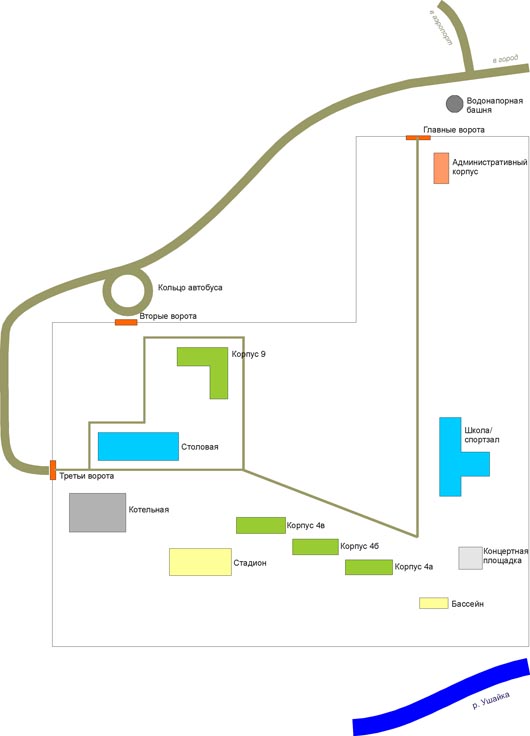 в аэропорт
в город
Водонапорная
башня
Главные ворота
Административный
корпус
Кольцо автобуса
Вторые ворота
Корпус 9
Школа/
спортзал
Столовая
Третьи ворота
Котельная
Корпус 4в
Корпус 4б
Концертная
площадка
Стадион
Корпус 4а
Бассейн
р. Ушайка